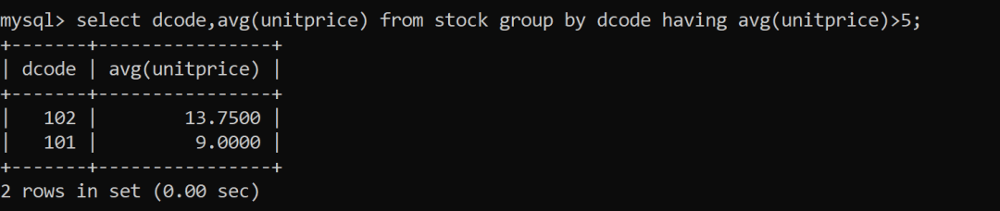 mysql> select dcode,avg(unitprice) from stock group by dcode having avg(unitprice)>5;
+-------+----------------+
| dcode | avg(unitprice) |
+-------+----------------+
|   102 |        13.7500 |
|   101 |         9.0000 |
+-------+----------------+
2 rows in set (0.00 sec)